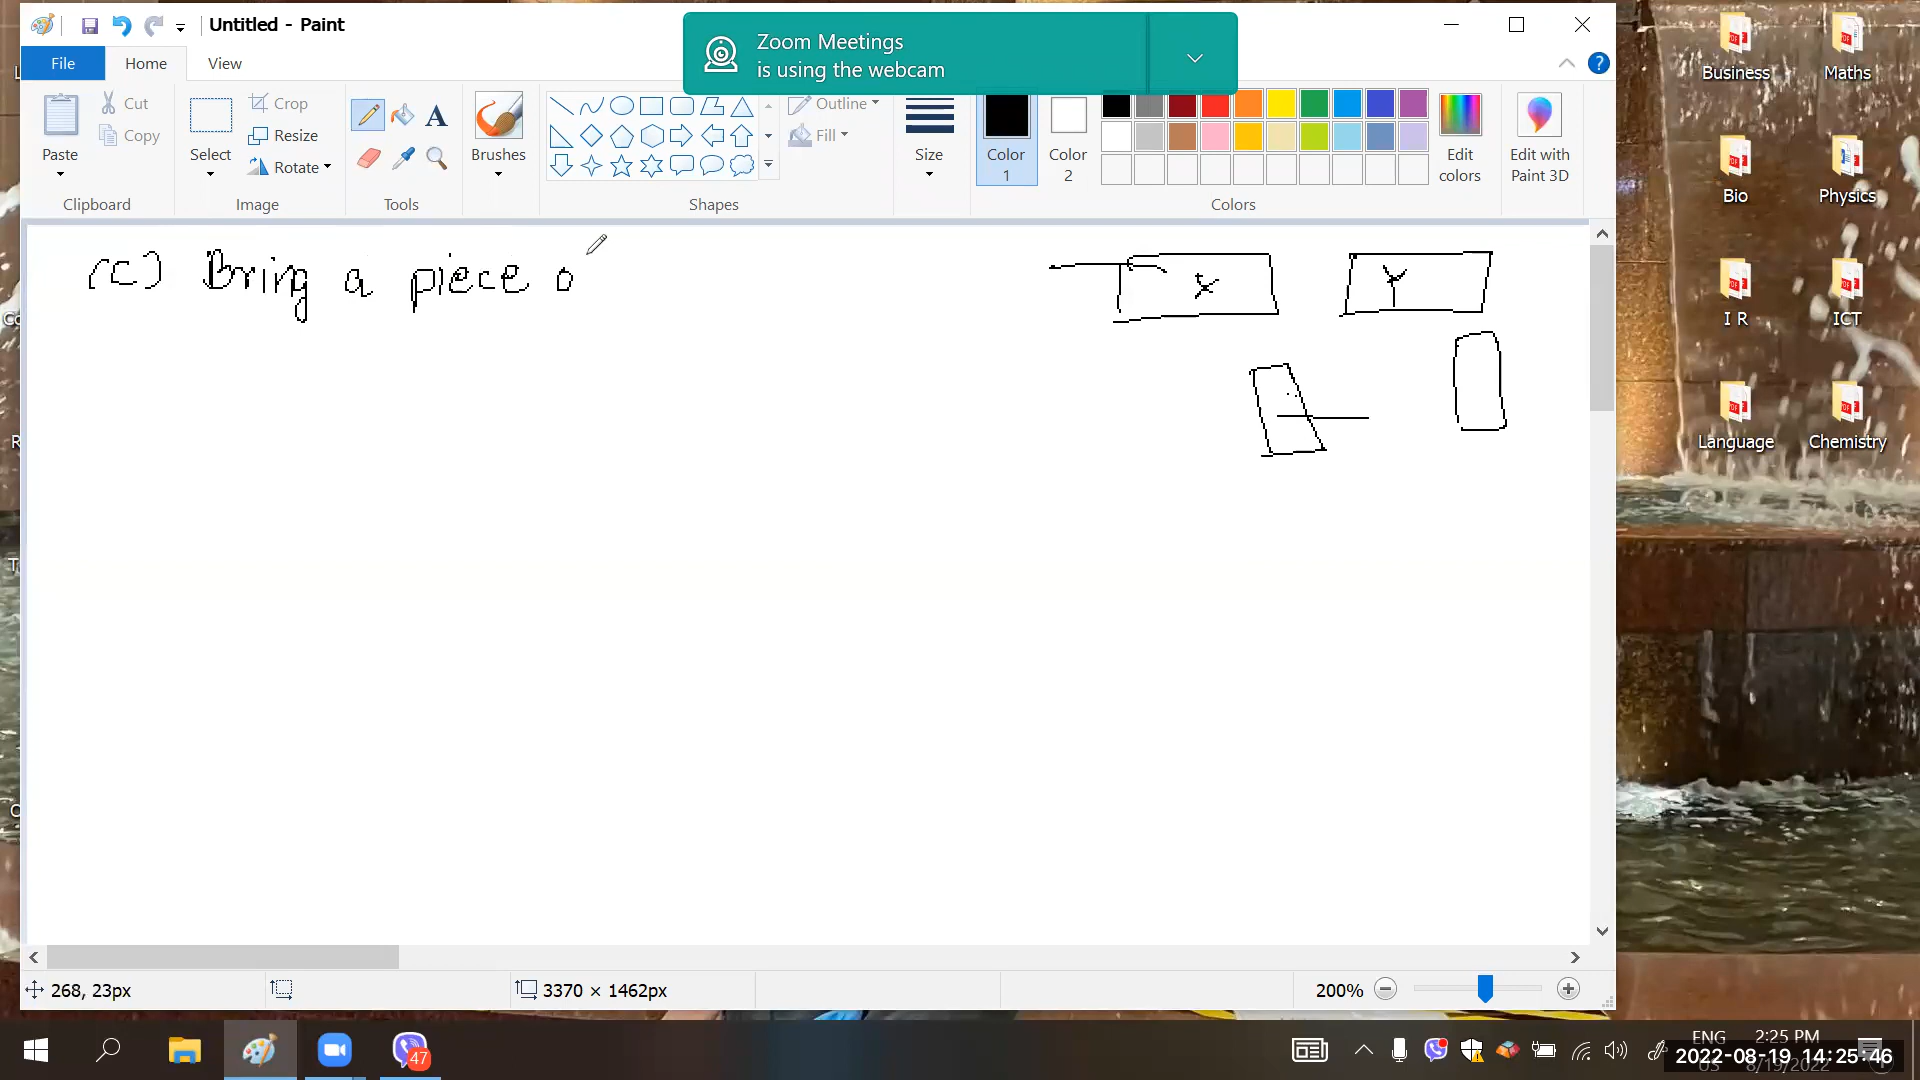 Untitled - Paint
Zoom Meetings
is using the webcam
File
Home
View
Paste
Cut
Copy
Clipboard
Select
Crop
Resize
Rotate
Image
Tools
Brushes
Shapes
Outline
Fill
Size
Color
1
Color
2
Edit
colors
Edit with
Paint 3D
Colors
(C) Bring a piece o
X
Y
Business
Maths
Bio
Physics
I R
ICT
Language
Chemistry
268, 23px
3370 × 1462px
200%
47
ENG
2:25 PM
2022-08-19 14:25:46